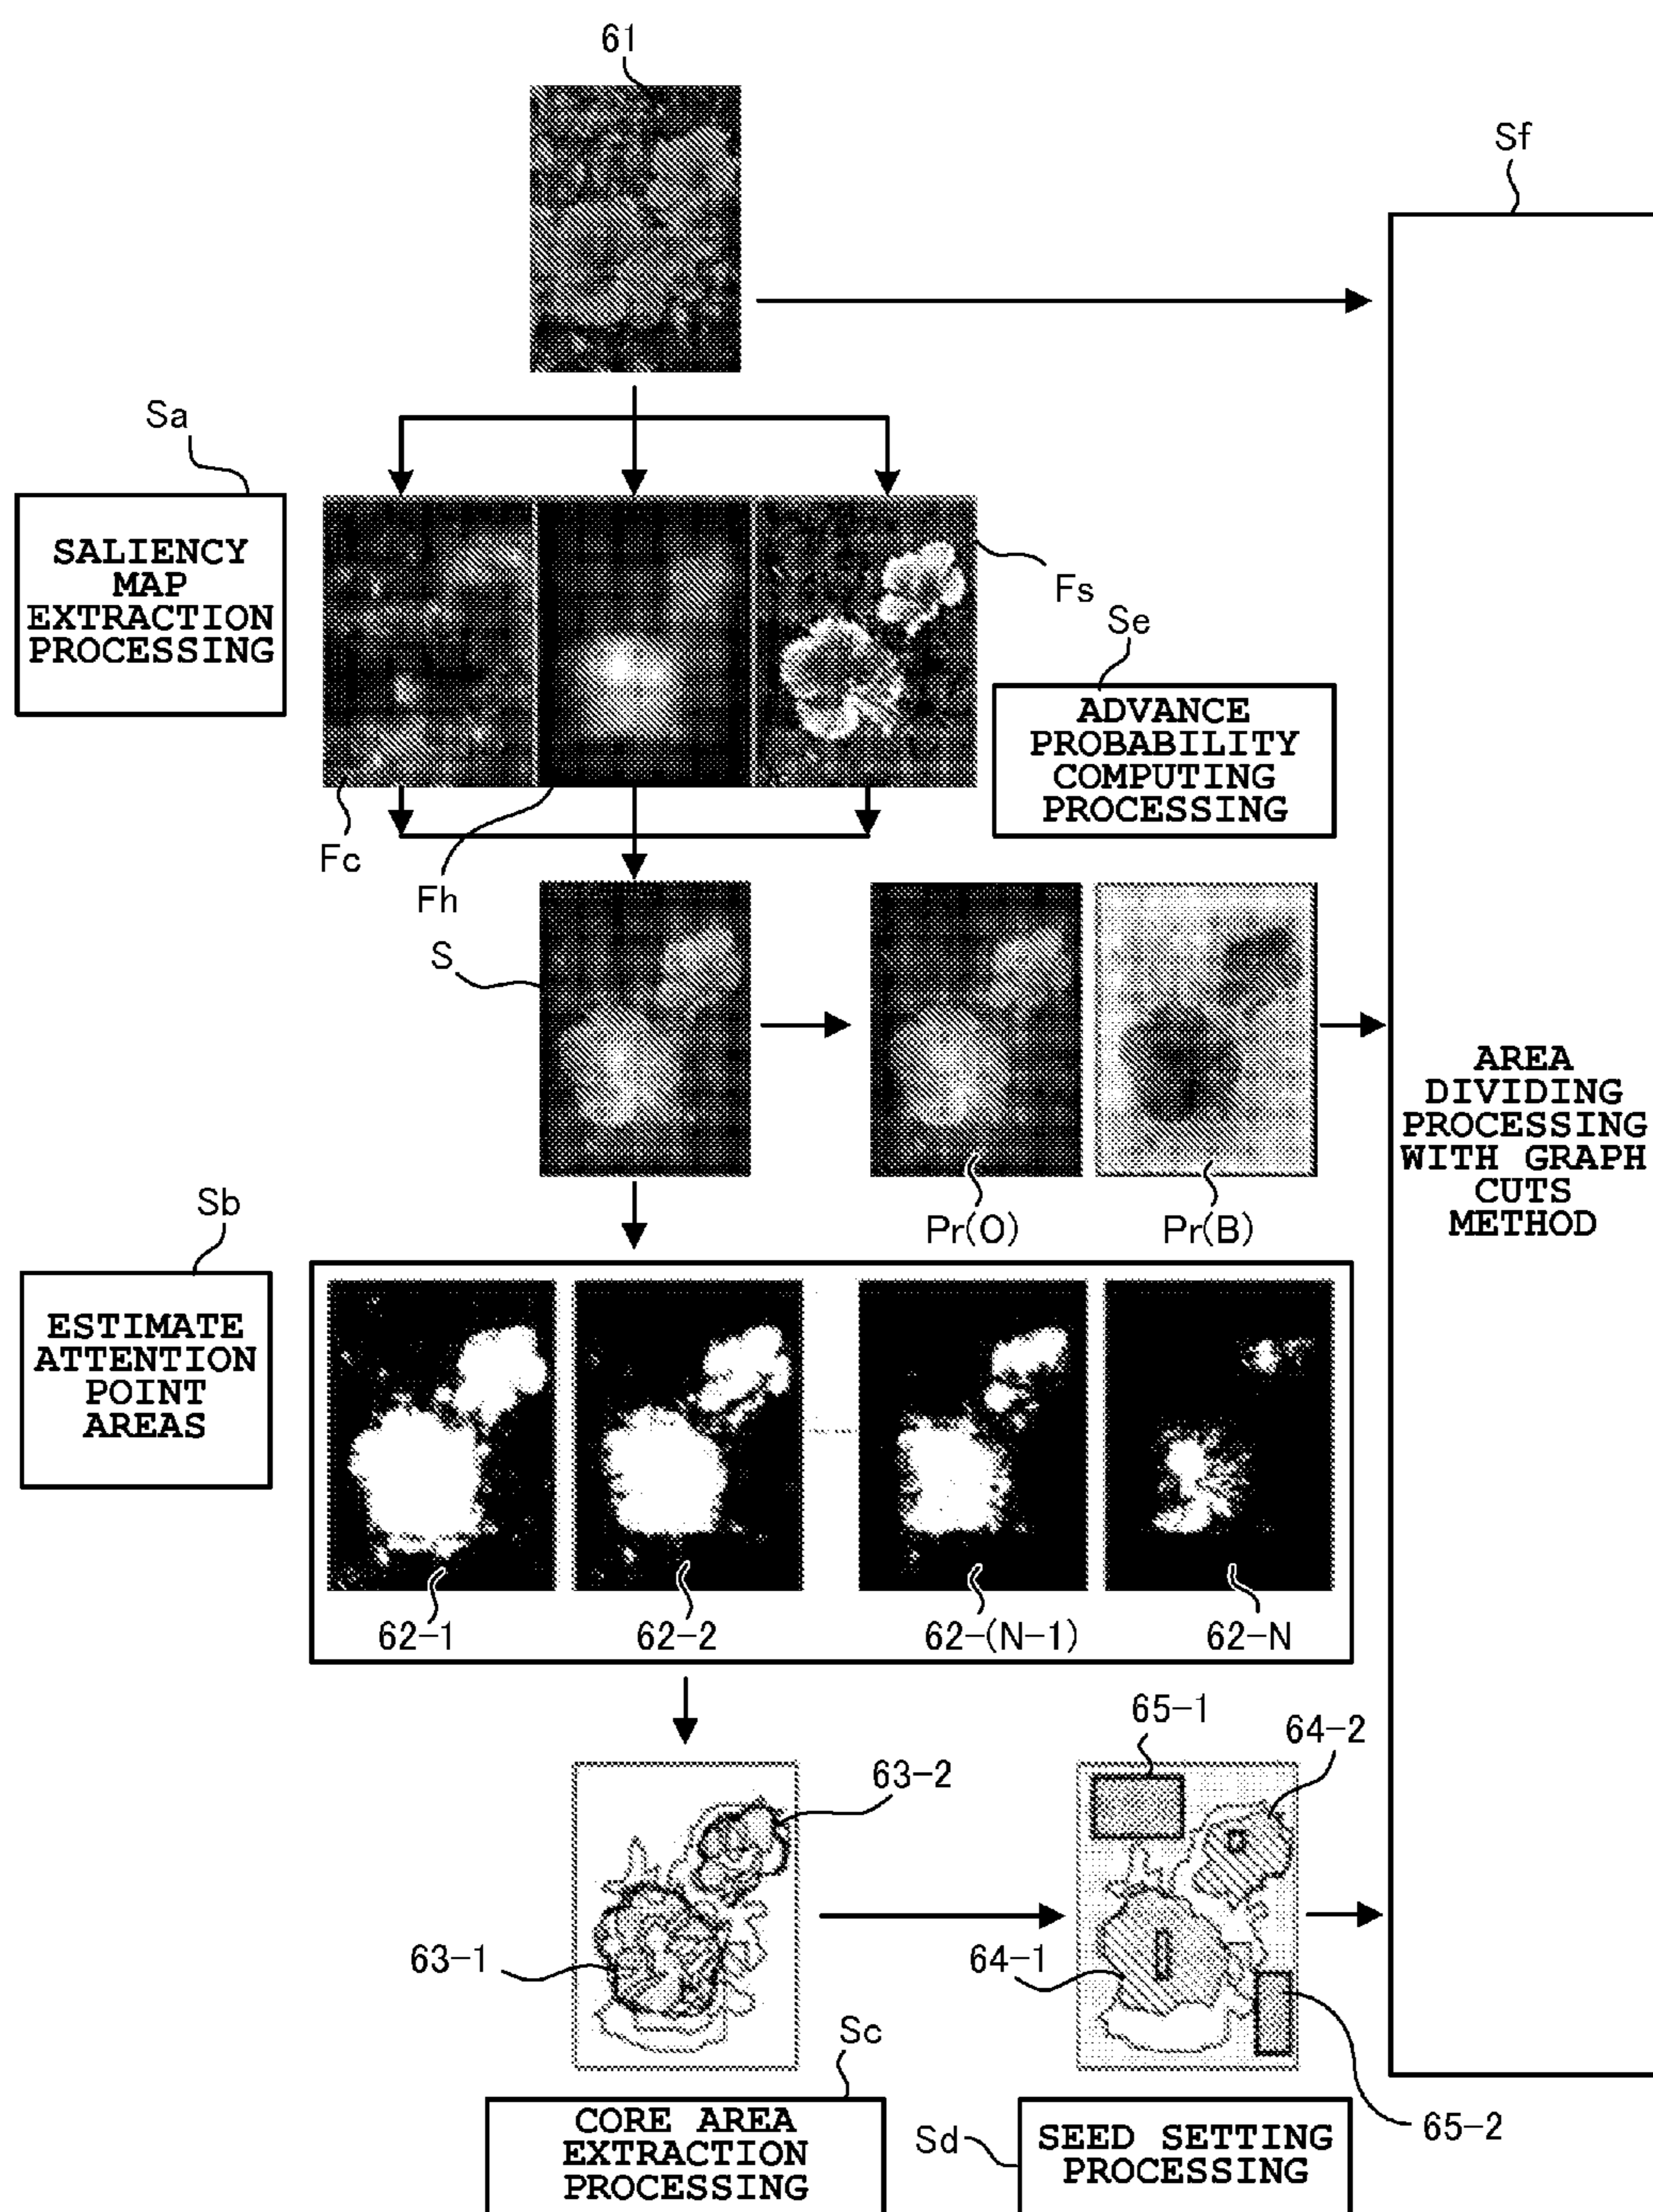 61
Sf
Sa
SALIENCY
MAP
EXTRACTION
PROCESSING
Fs
Se
ADVANCE
PROBABILITY
COMPUTING
PROCESSING
Fc
Fh
S
AREA
DIVIDING
PROCESSING
WITH GRAPH
CUTS
METHOD
Pr(O)
Pr(B)
Sb
ESTIMATE
ATTENTION
POINT
AREAS
62-1
62-2
62-(N-1)
62-N
65-1
64-2
63-2
63-1
64-1
Sc
CORE AREA
EXTRACTION
PROCESSING
Sd
SEED SETTING
PROCESSING
65-2